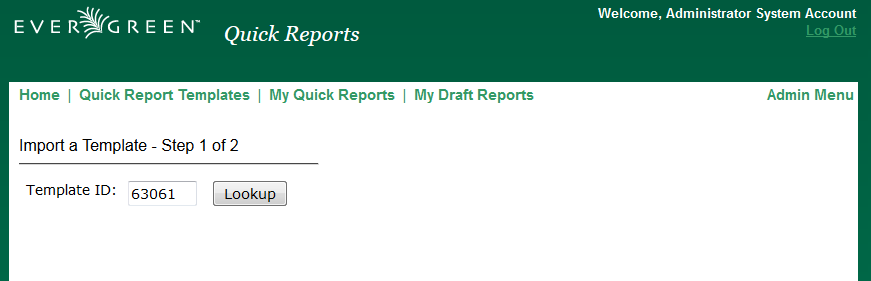 EVERGREEN™
Quick Reports
Welcome, Administrator System Account
Log Out
Home | Quick Report Templates | My Quick Reports | My Draft Reports
Admin Menu
Import a Template - Step 1 of 2
Template ID: 63061 Lookup